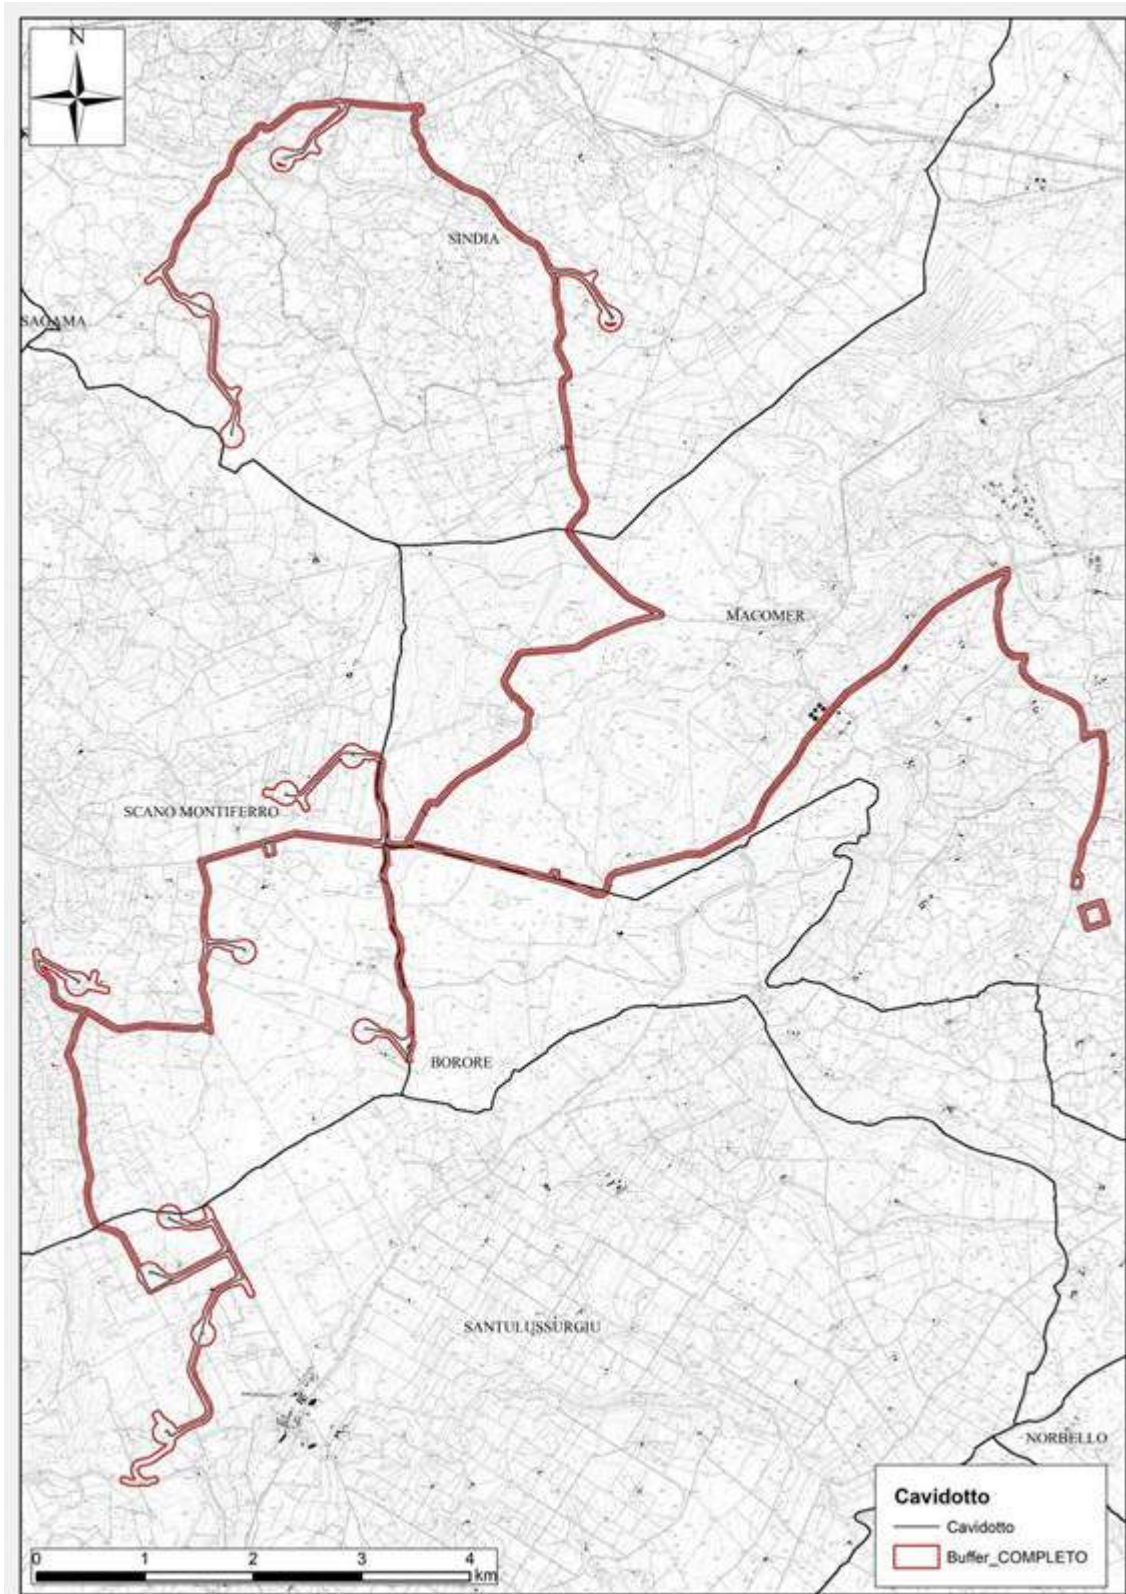 N
SINDIA
SAGAMA
MACOMER
SCANO MONTIFERRO
BORORE
SANTULUSSURGIU
NORBELLO
Cavidotto
Cavidotto
Buffer_COMPLETO
0 1 2 3 4
km